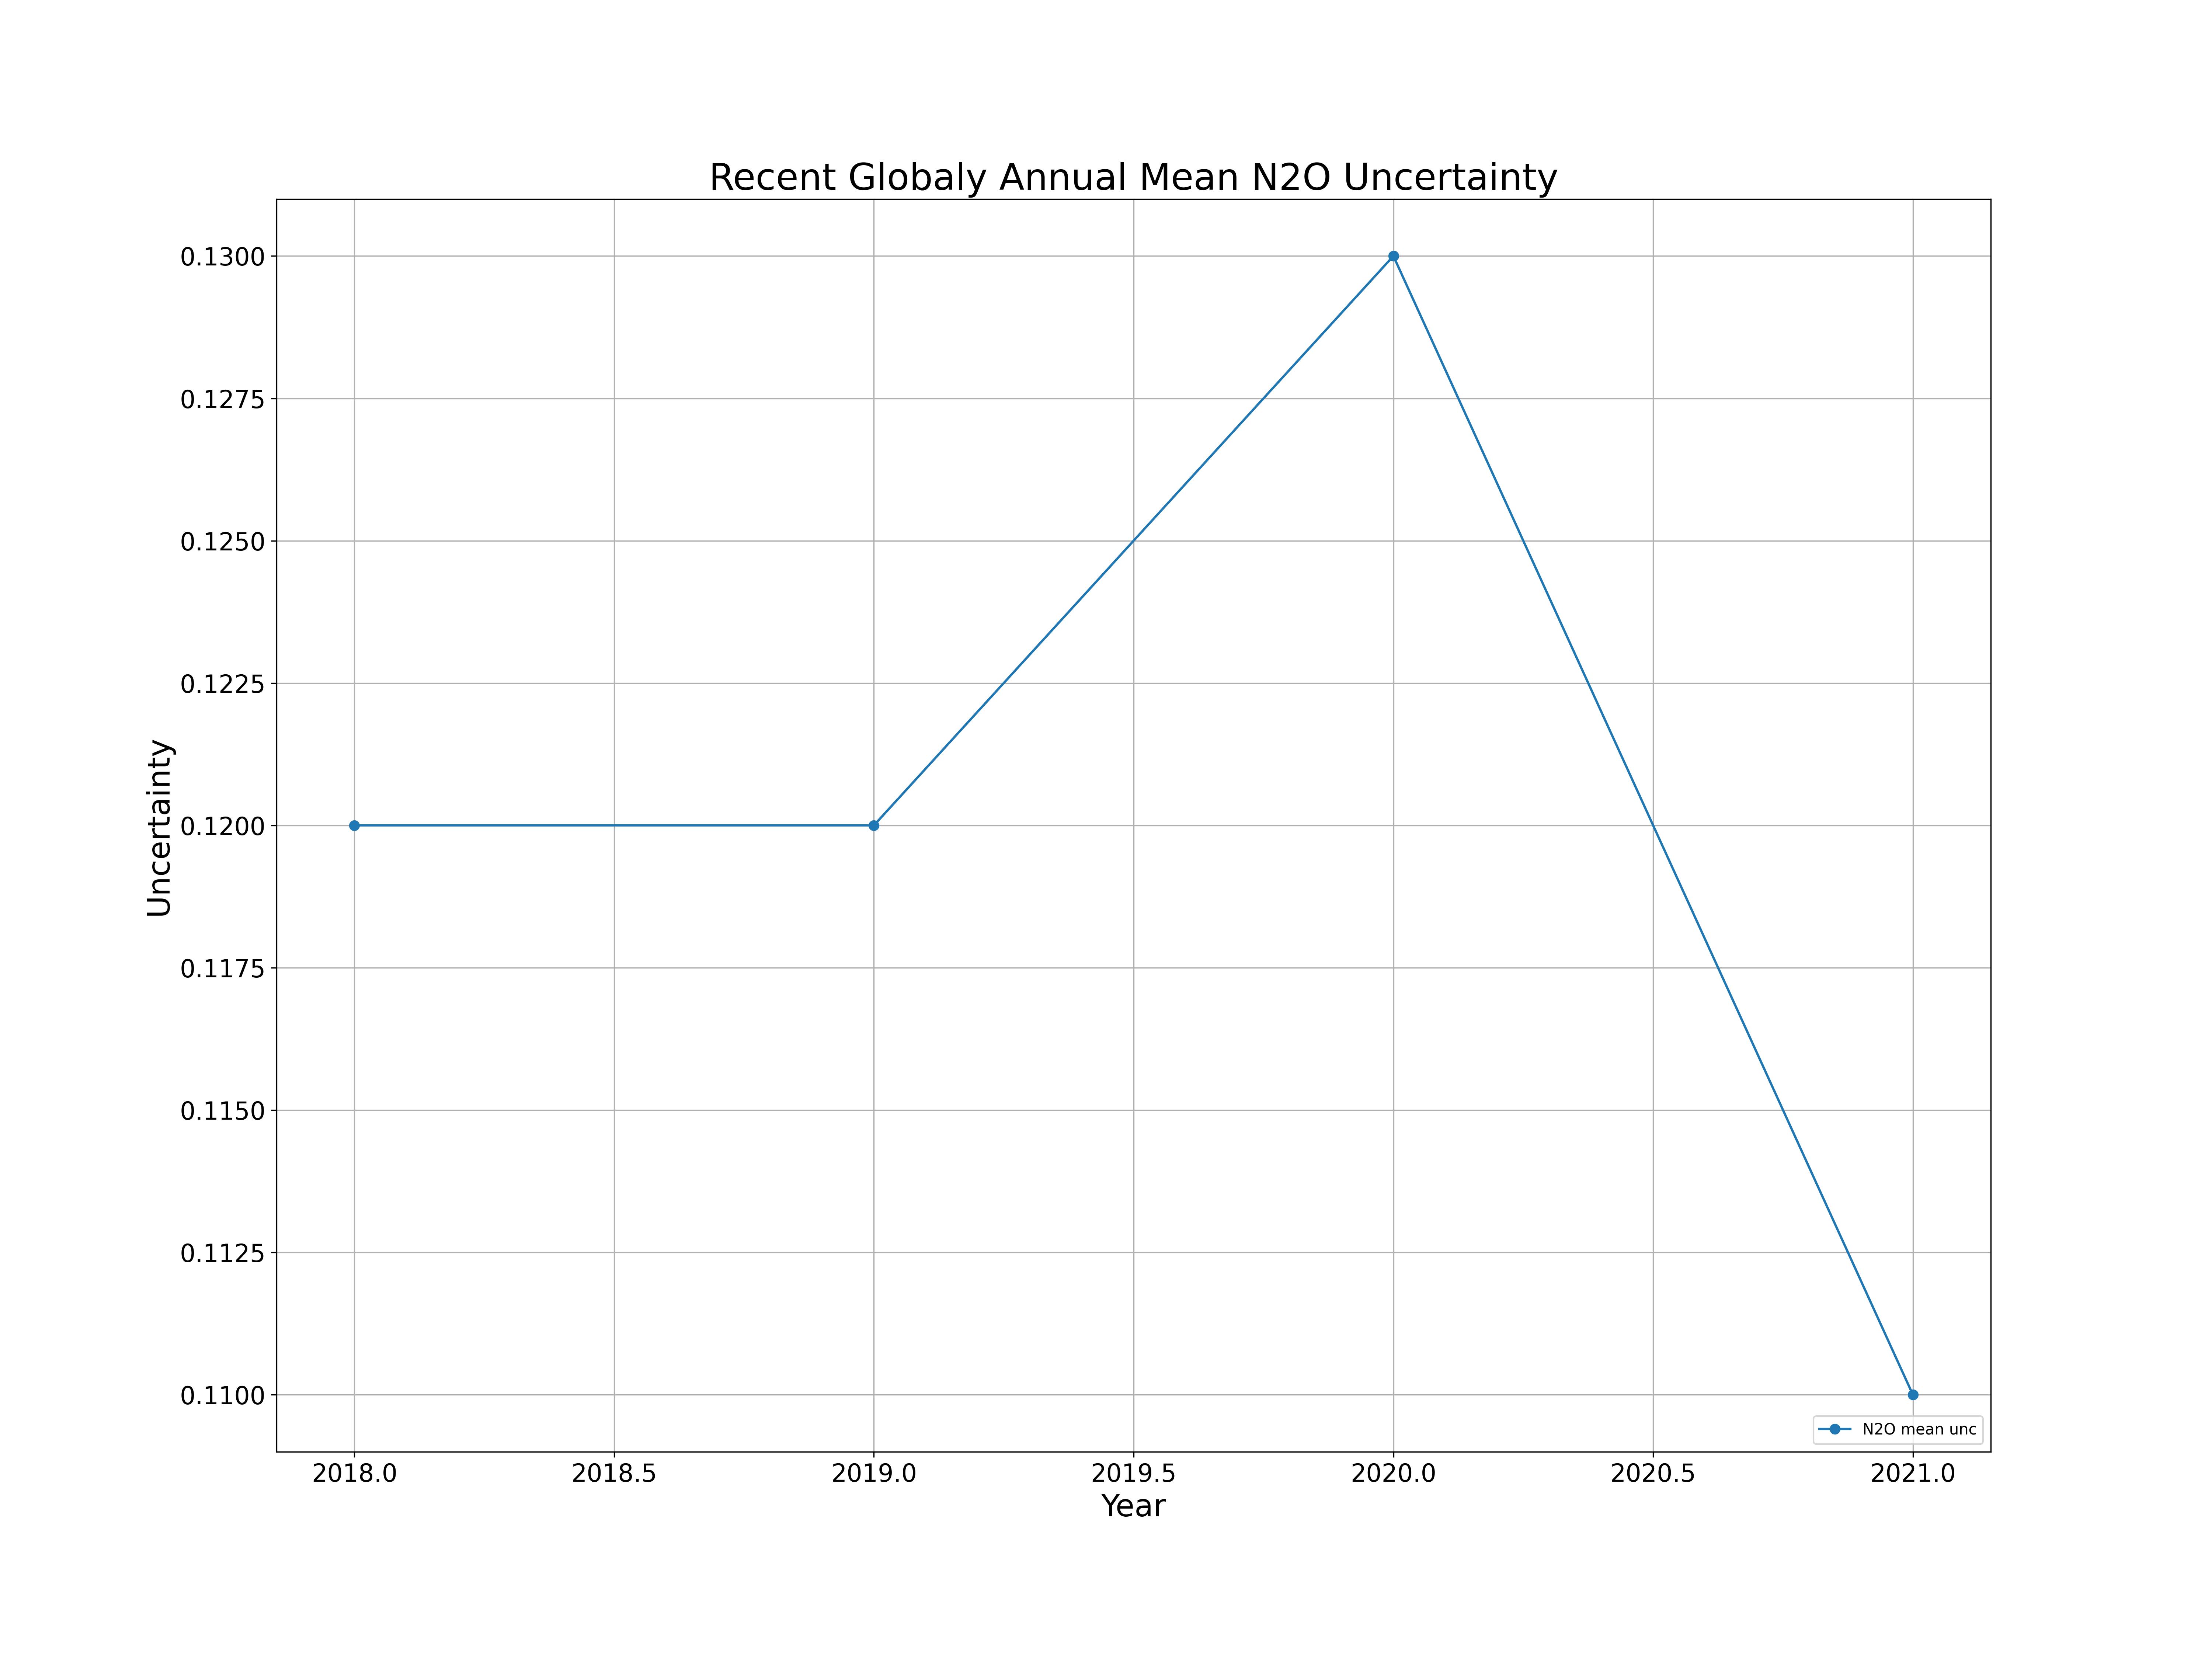 Recent Globaly Annual Mean N2O Uncertainty
0.1300
0.1275
0.1250
0.1225
0.1200
0.1175
0.1150
0.1125
0.1100
Uncertainty
N2O mean unc
2018.0 2018.5 2019.0 2019.5 2020.0 2020.5 2021.0
Year